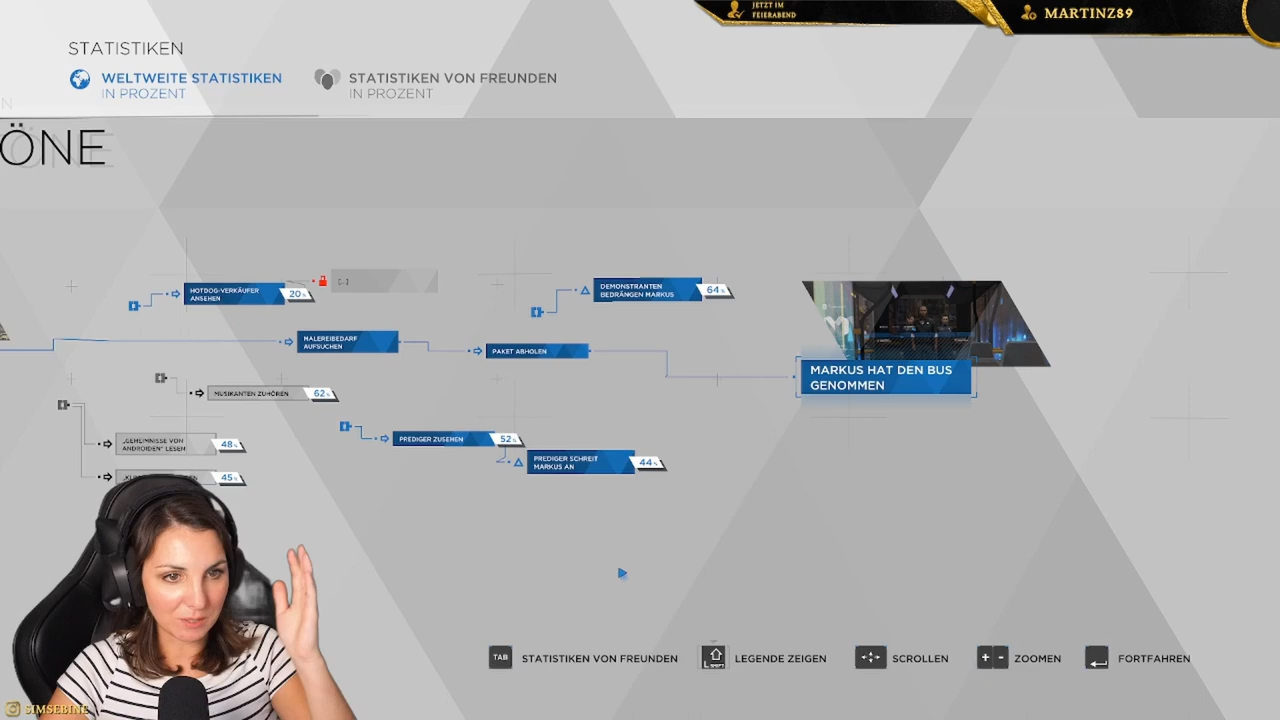 JETZT IM
FEIERABEND
MARTINZ89
STATISTIKEN
WELTWEITE STATISTIKEN
IN PROZENT
STATISTIKEN VON FREUNDEN
IN PROZENT
N
ÖNE
HOTDOG-VERKÄUFER
ANSEHEN
20%
[...]
DEMONSTRANTEN
BEDRÄNGEN MARKUS
64%
MALEREIBEDARF
AUFSUCHEN
PAKET ABHOLEN
MARKUS HAT DEN BUS
GENOMMEN
MUSIKANTEN ZUHÖREN
62%
„GEHEIMNISSE VON
ANDROIDEN" LESEN
48%
PREDIGER ZUSEHEN
52%
PREDIGER SCHREIT
MARKUS AN
44%
45%
TAB
STATISTIKEN VON FREUNDEN
LEGENDE ZEIGEN
SCROLLEN
+ -
ZOOMEN
FORTFAHREN
SIMSEBINE